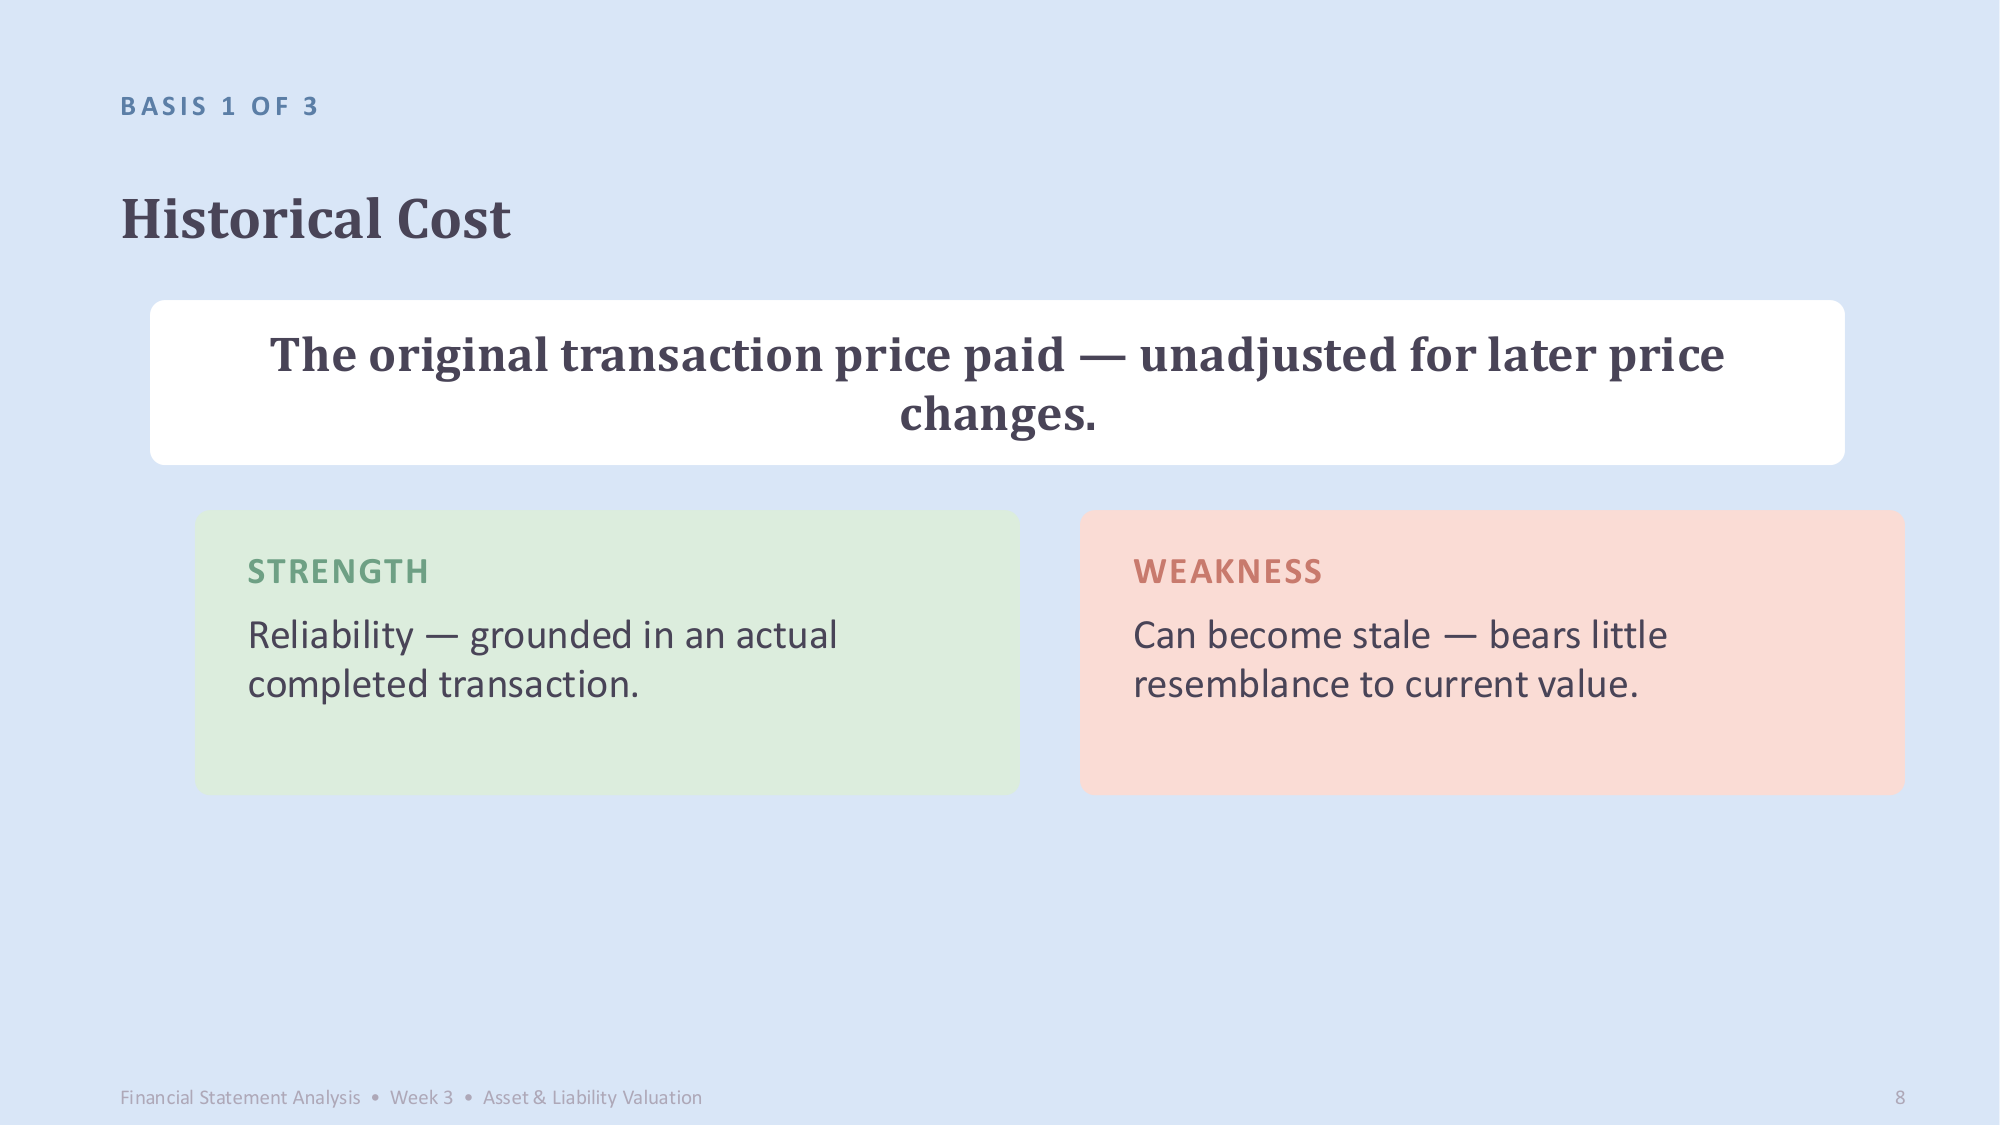 BASIS 1 OF 3
Historical Cost
The original transaction price paid — unadjusted for later price
changes.
STRENGTH
Reliability — grounded in an actual
completed transaction.
WEAKNESS
Can become stale — bears little
resemblance to current value.
Financial Statement Analysis • Week 3 • Asset & Liability Valuation
8